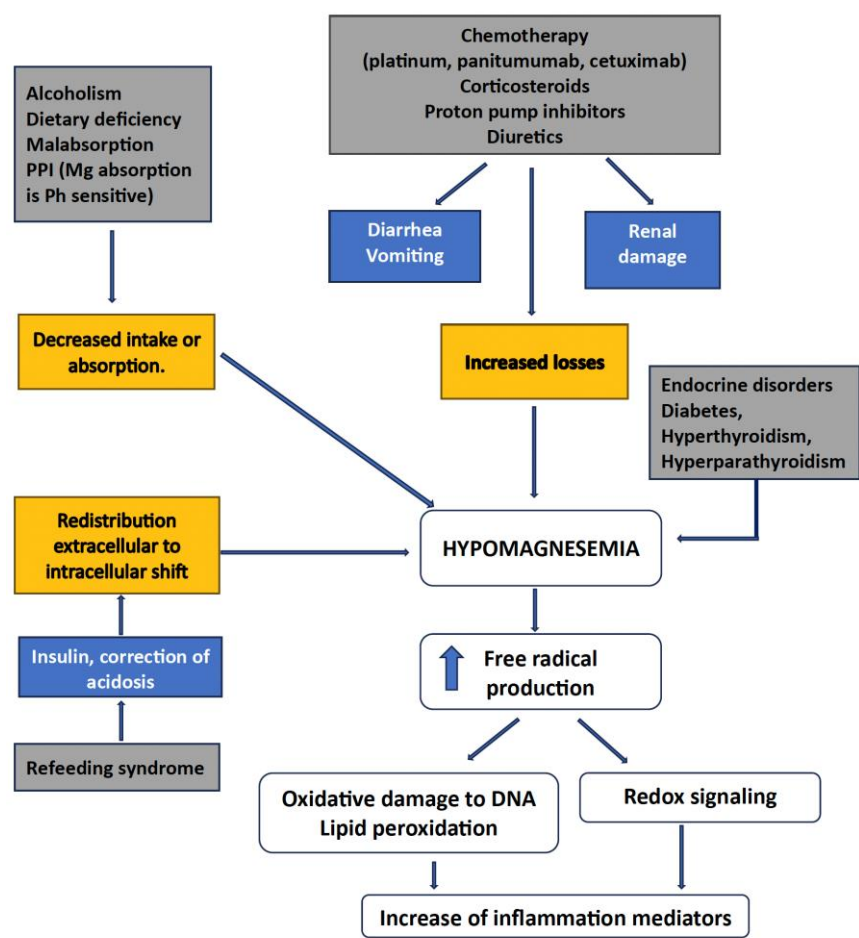 Chemotherapy
(platinum, panitumumab, cetuximab)
Corticosteroids
Proton pump inhibitors
Diuretics
Alcoholism
Dietary deficiency
Malabsorption
PPI (Mg absorption
is Ph sensitive)
Diarrhea
Vomiting
Renal
damage
Decreased intake or
absorption.
Increased losses
Endocrine disorders
Diabetes,
Hyperthyroidism,
Hyperparathyroidism
Redistribution
extracellular to
intracellular shift
HYPOMAGNESEMIA
Insulin, correction of
acidosis
Free radical
production
Refeeding syndrome
Oxidative damage to DNA
Lipid peroxidation
Redox signaling
Increase of inflammation mediators